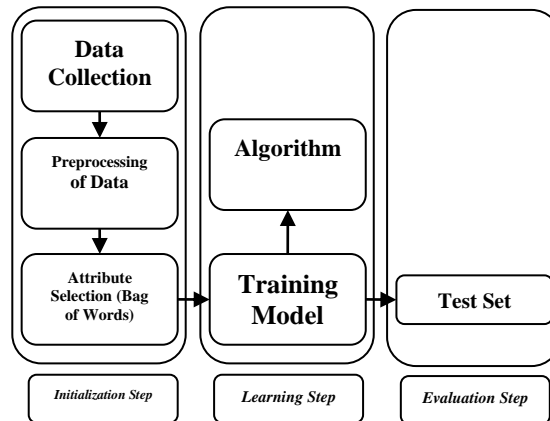 Data
Collection
Preprocessing
of Data
Attribute
Selection (Bag
of Words)
Algorithm
Training
Model
Test Set
Initialization Step
Learning Step
Evaluation Step